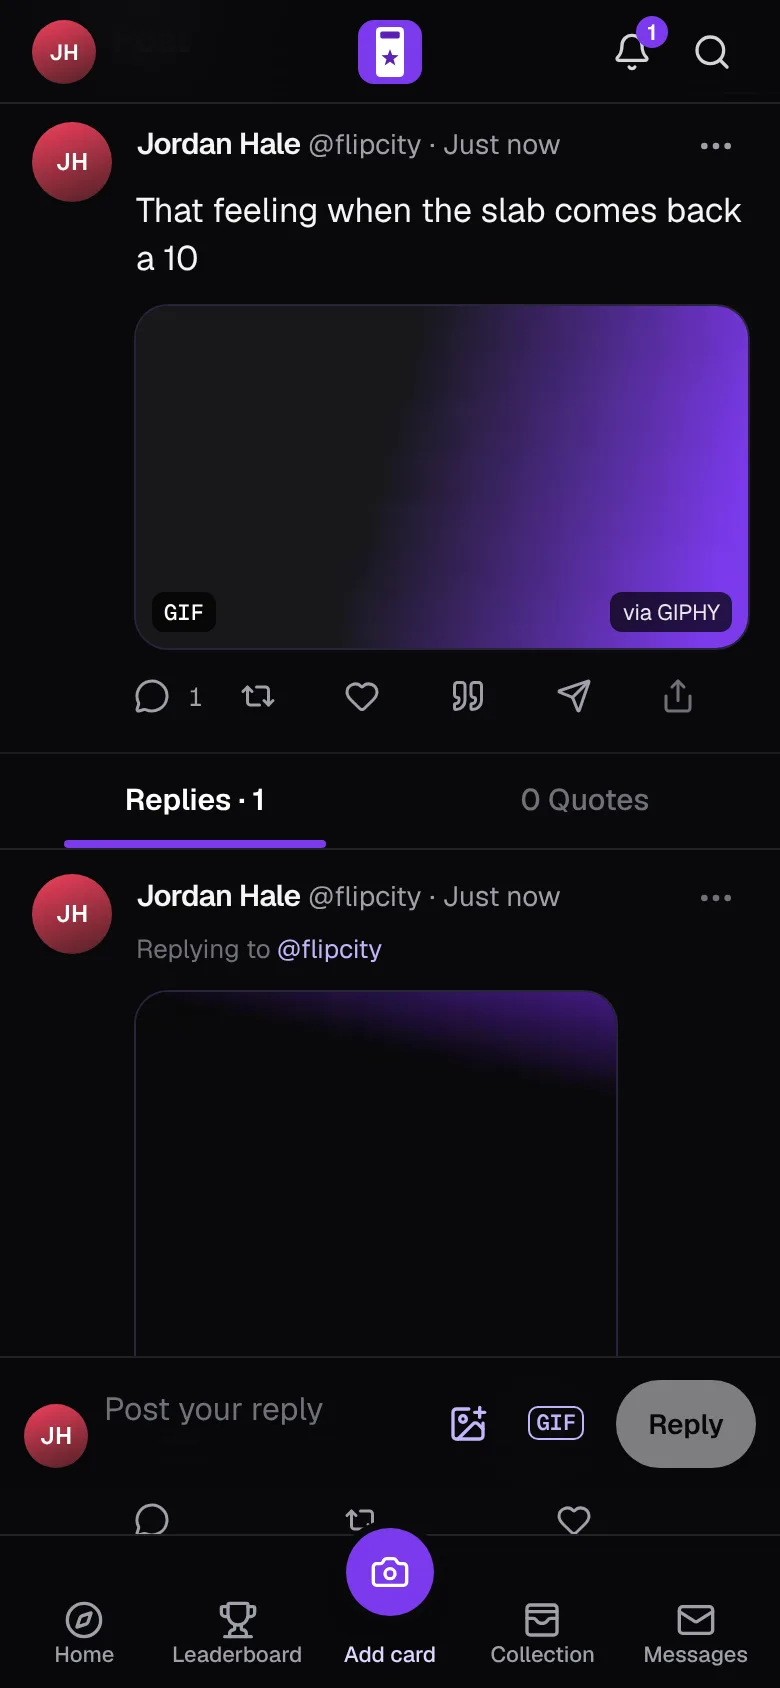 JH
1
JH
Jordan Hale @flipcity · Just now
That feeling when the slab comes back
a 10
GIF
via GIPHY
1
Replies · 1
0 Quotes
JH
Jordan Hale @flipcity · Just now
Replying to @flipcity
JH
Post your reply
GIF
Reply
Home
Leaderboard
Add card
Collection
Messages